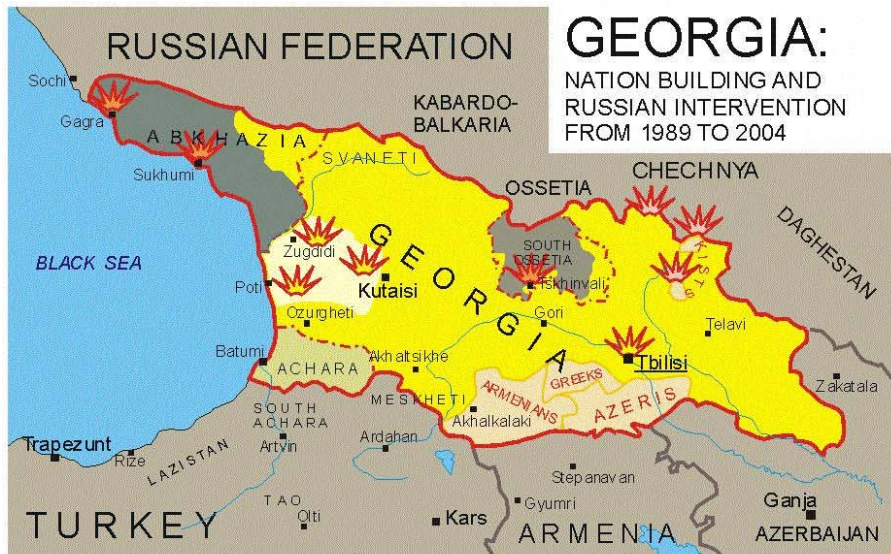 GEORGIA:
NATION BUILDING AND
RUSSIAN INTERVENTION
FROM 1989 TO 2004
RUSSIAN FEDERATION
Sochi
KABARDO-
BALKARIA
Gagra
ABKHAZIA
SVANETI
CHECHNYA
Sukhumi
OSSETIA
DAGHESTAN
BLACK SEA
Zugdidi
GEORGIA
SOUTH
OSSETIA
KISTS
Poti
Kutaisi
Tskhinvali
Ozurgheti
Gori
Telavi
Batumi
Akhaltsikhe
Tbilisi
ACHARA
GREEKS
Zakatala
MESKHETI
ARMENIANS
AZERIS
SOUTH
ACHARA
Akhalkalaki
Trapezunt
Rize
LAZISTAN
Artvin
Ardahan
Stepanavan
TAO
Olti
Gyumri
Ganja
TURKEY
Kars
ARMENIA
AZERBAIJAN